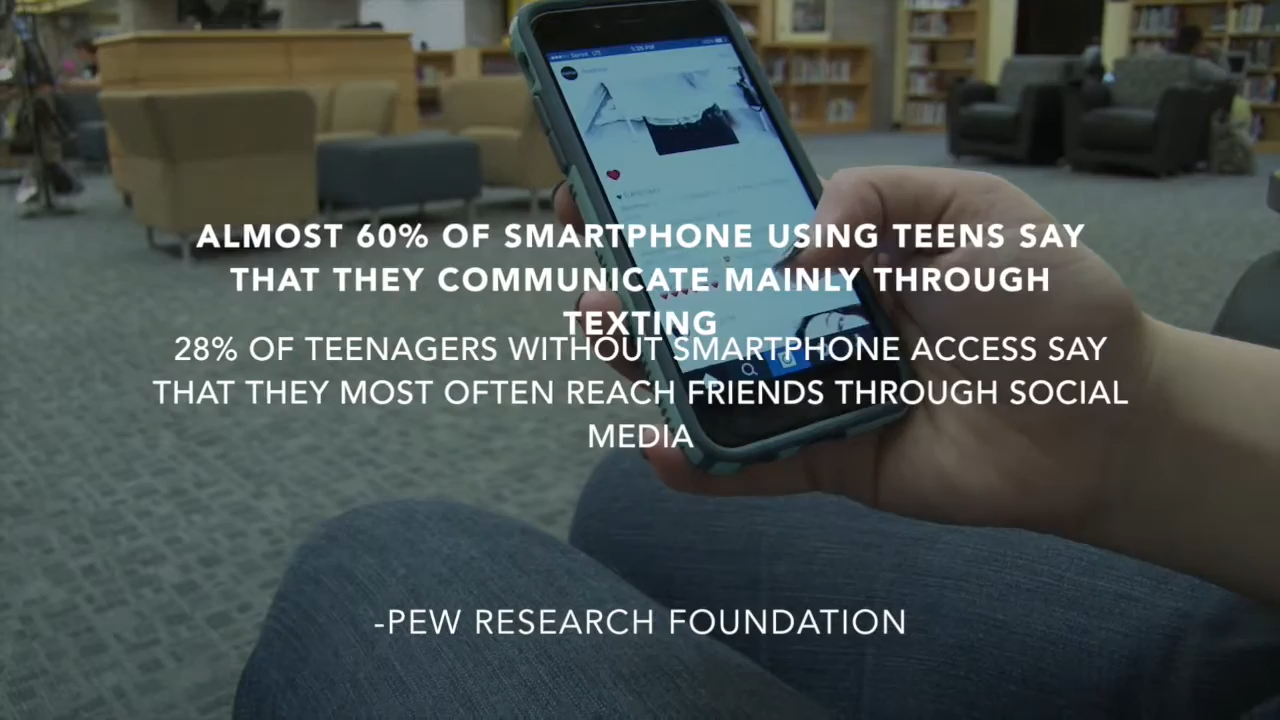 ALMOST 60% OF SMARTPHONE USING TEENS SAY
THAT THEY COMMUNICATE MAINLY THROUGH
TEXTING
28% OF TEENAGERS WITHOUT SMARTPHONE ACCESS SAY
THAT THEY MOST OFTEN REACH FRIENDS THROUGH SOCIAL
MEDIA
-PEW RESEARCH FOUNDATION